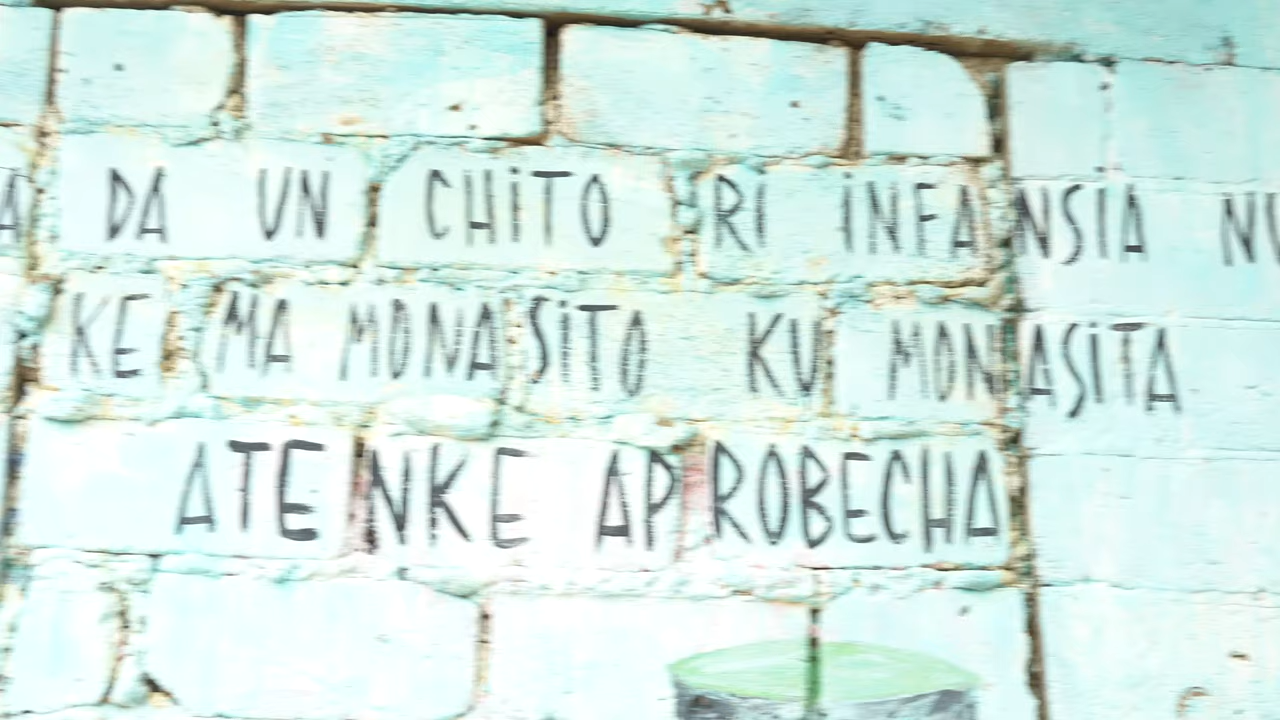 DA UN CHiTO RI iNFANSiA
KE MA MONASiTO KU MONASiTA
ATENKE APROBECHA